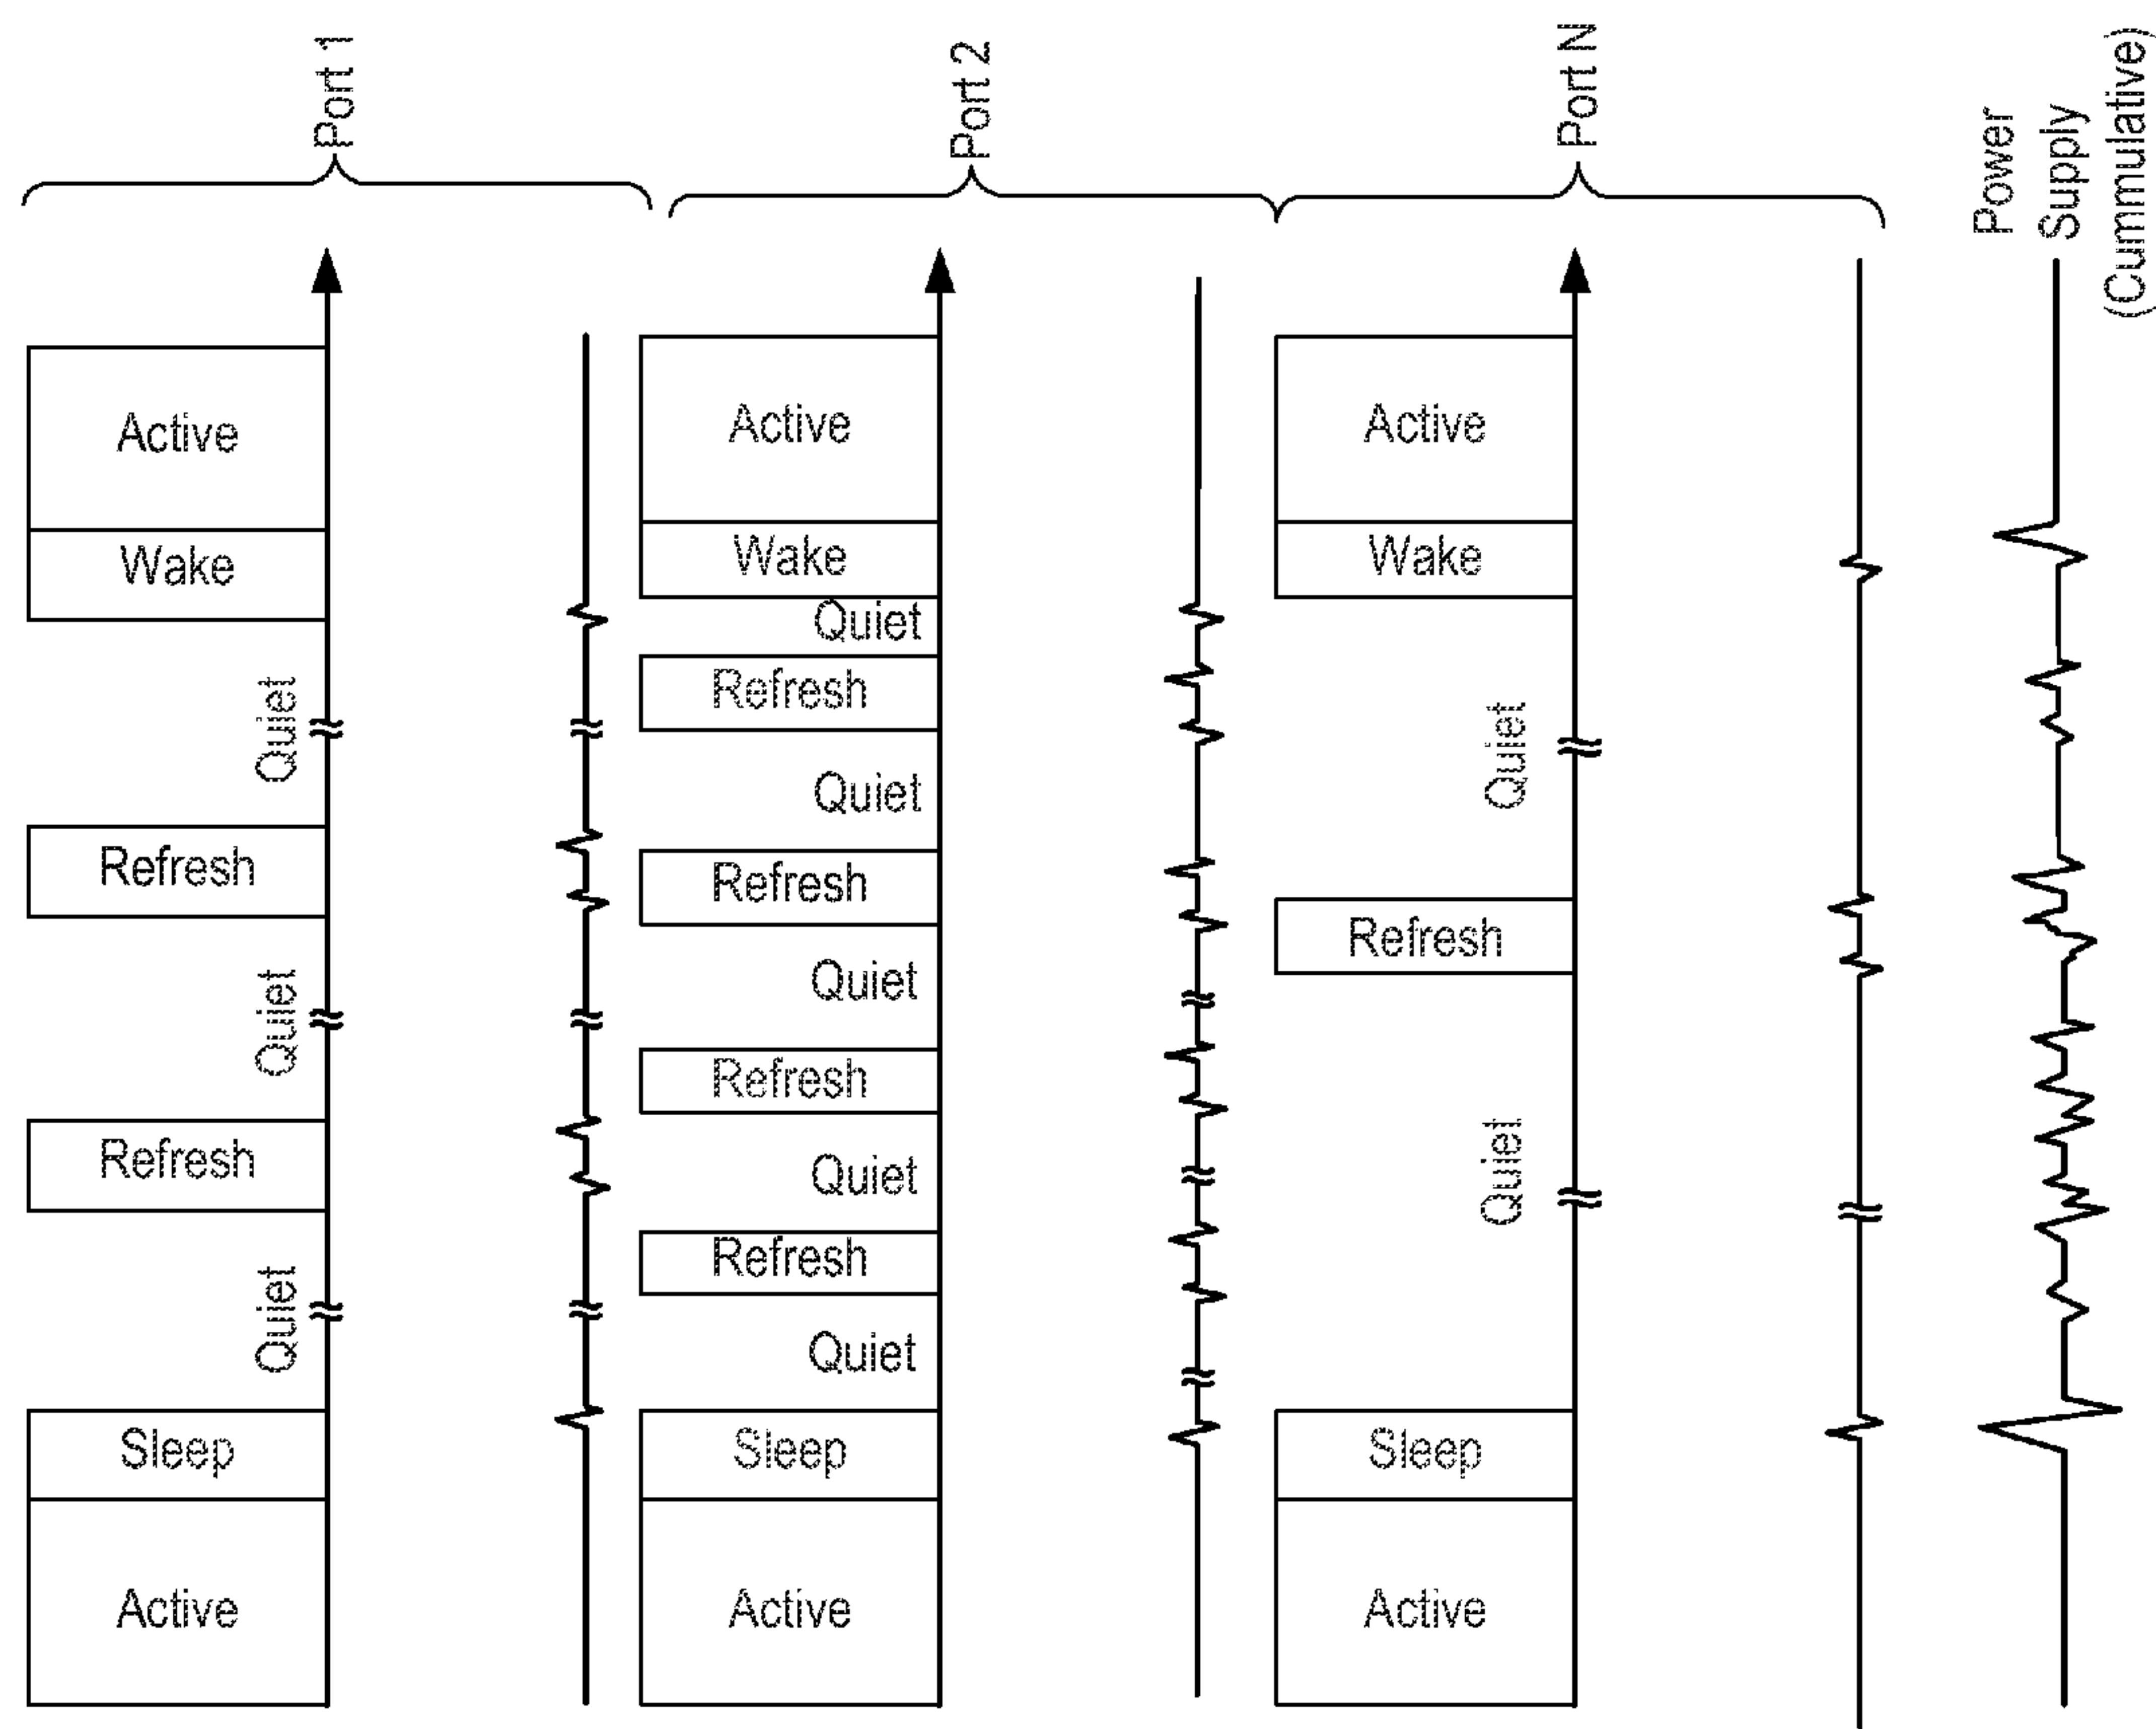 Port 1
Active
Wake
Quiet
Refresh
Quiet
Refresh
Quiet
Sleep
Active
Port 2
Active
Wake
Quiet
Refresh
Quiet
Refresh
Quiet
Refresh
Quiet
Refresh
Quiet
Sleep
Active
Port N
Active
Wake
Quiet
Refresh
Quiet
Sleep
Active
Power
Supply
(Cummulative)